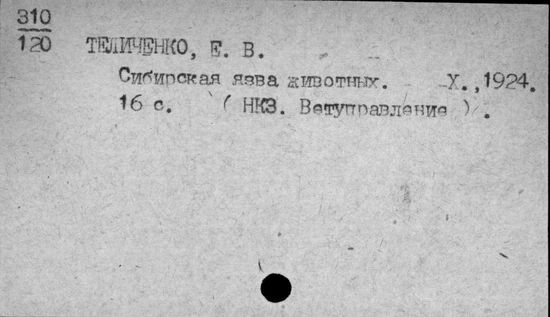 310
120 ТЕЛИЧЕНКО, Е. В.
Сибирская язва животных. -Х.,1924.
16 с. ( НКЗ. Ветуправление ) .